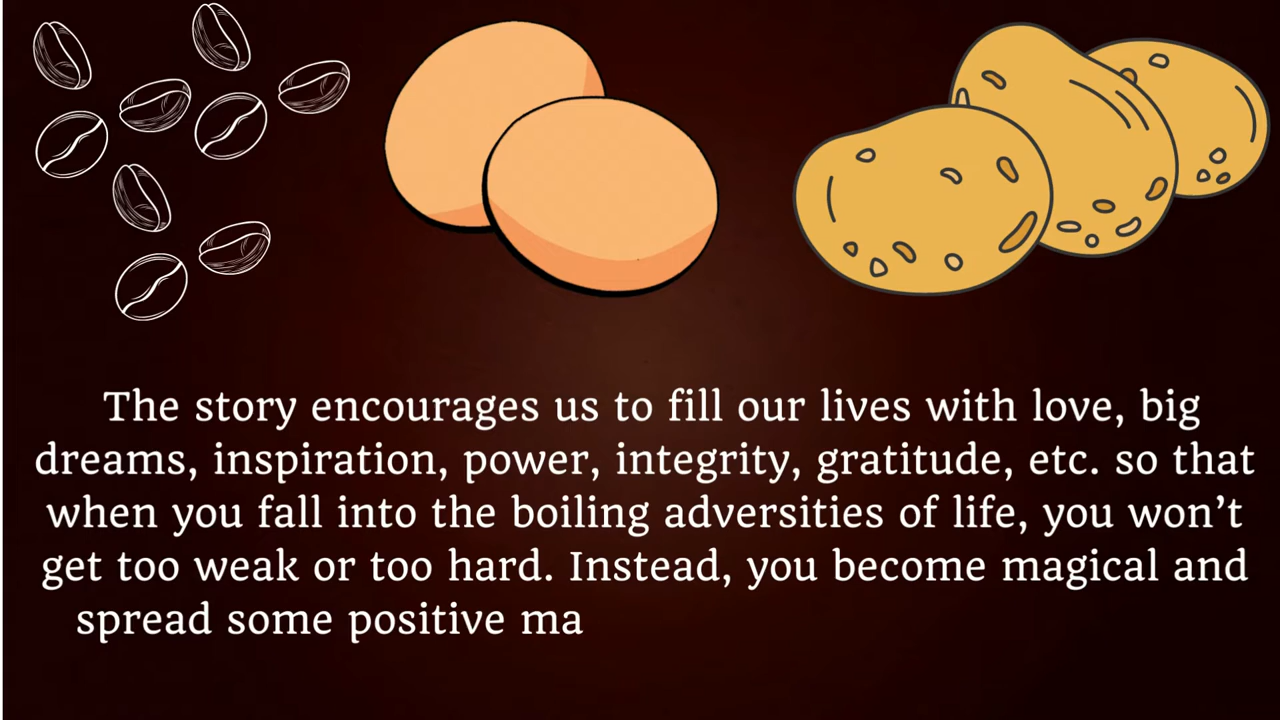 The story encourages us to fill our lives with love, big
dreams, inspiration, power, integrity, gratitude, etc. so that
when you fall into the boiling adversities of life, you won’t
get too weak or too hard. Instead, you become magical and
spread some positive ma